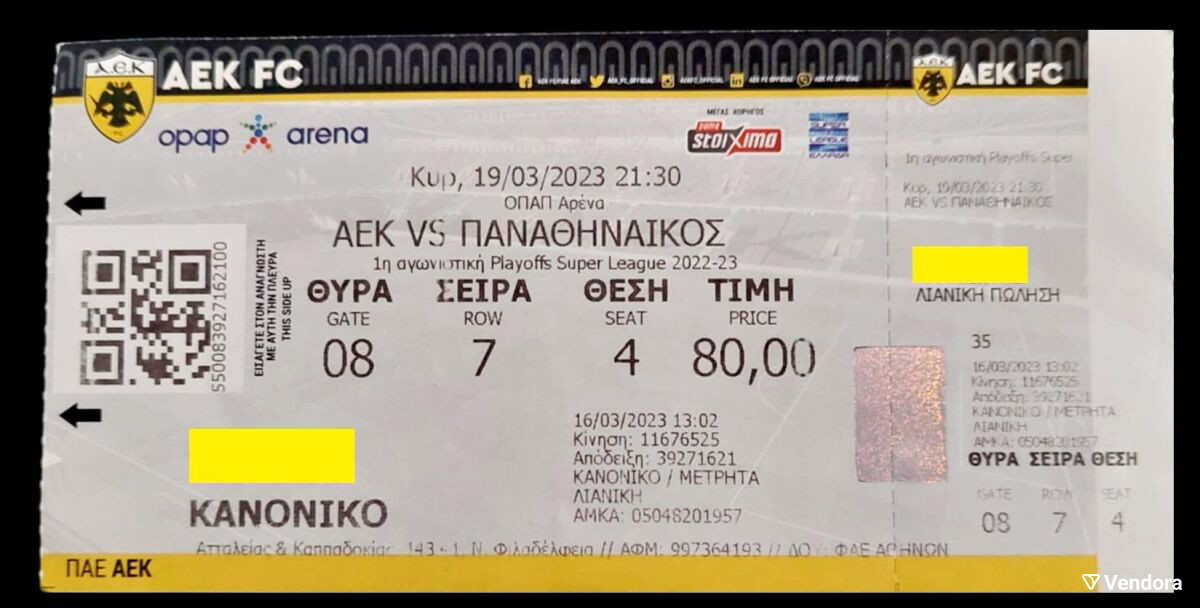 ΑΕΚ
AEK FC
AEK FC
opap arena
ΜΕΓΑΣ ΧΟΡΗΓΟΣ
pame stoiXima
SUPER LEAGUE ΕΛΛΑΔΑ
Κυρ, 19/03/2023 21:30
ΟΠΑΠ Αρένα
ΑΕΚ VS ΠΑΝΑΘΗΝΑΙΚΟΣ
1η αγωνιστική Playoffs Super League 2022-23
ΘΥΡΑ ΣΕΙΡΑ ΘΕΣΗ ΤΙΜΗ
GATE ROW SEAT PRICE
08 7 4 80,00
55008392716210​0
ΕΙΣΑΓΕΤΕ ΣΤΟΝ ΑΝΑΓΝΩΣΤΗ
ΜΕ ΑΥΤΗ ΤΗΝ ΠΛΕΥΡΑ
THIS SIDE UP
16/03/2023 13:02
Κίνηση: 11676525
Απόδειξη: 39271621
ΚΑΝΟΝΙΚΟ / ΜΕΤΡΗΤΑ
ΛΙΑΝΙΚΗ
ΑΜΚΑ: 05048201957
ΚΑΝΟΝΙΚΟ
Ατταλείας & Καππαδοκίας 143 - 1, Ν. Φιλαδέλφεια // ΑΦΜ: 997364193 // ΔΟΥ: ΦΑΕ ΑΘΗΝΩΝ
ΠΑΕ ΑΕΚ
1η αγωνιστική Playoffs Super
Κυρ, 19/03/2023 21:30
ΑΕΚ VS ΠΑΝΑΘΗΝΑΙΚΟΣ
ΛΙΑΝΙΚΗ ΠΩΛΗΣΗ
35
16/03/2023 13:02
Κίνηση: 11676525
Απόδειξη: 39271621
ΚΑΝΟΝΙΚΟ / ΜΕΤΡΗΤΑ
ΛΙΑΝΙΚΗ
ΑΜΚΑ: 05048201957
ΘΥΡΑ ΣΕΙΡΑ ΘΕΣΗ
GATE ROW SEAT
08 7 4
Vendora